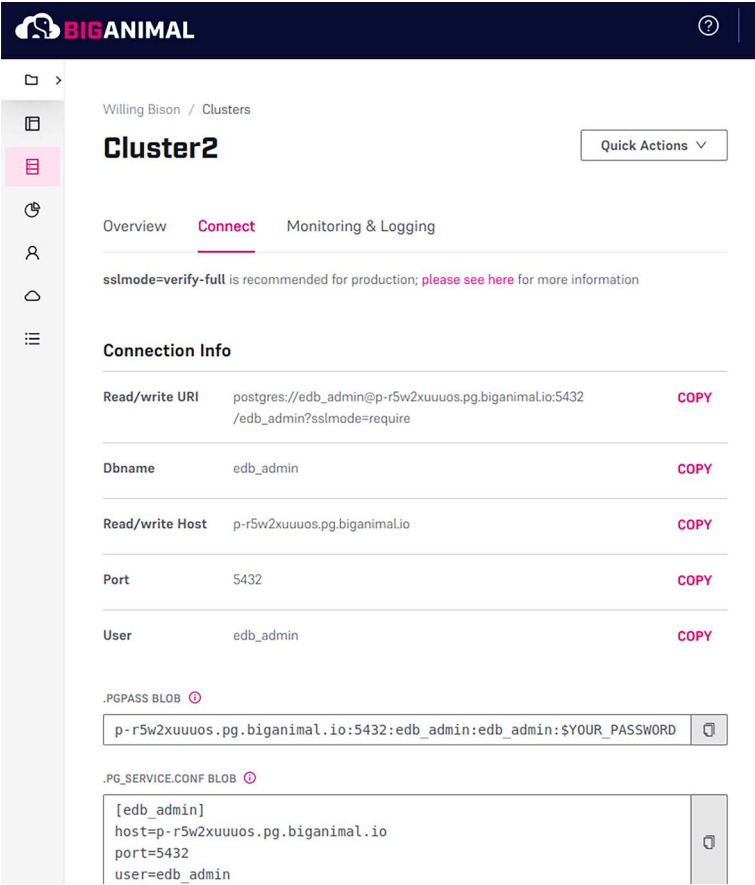 BIGANIMAL
Willing Bison / Clusters
Cluster2
Quick Actions
Overview Connect Monitoring & Logging
sslmode=verify-full is recommended for production; please see here for more information
Connection Info
Read/write URI postgres://edb_admin@p-r5w2xuuuos.pg.biganimal.io:5432 COPY
/edb_admin?sslmode=require
Dbname edb_admin COPY
Read/write Host p-r5w2xuuuos.pg.biganimal.io COPY
Port 5432 COPY
User edb_admin COPY
.PGPASS BLOB
p-r5w2xuuuos.pg.biganimal.io:5432:edb_admin:edb_admin:$YOUR_PASSWORD
.PG_SERVICE.CONF BLOB
[edb_admin]
host=p-r5w2xuuuos.pg.biganimal.io
port=5432
user=edb_admin